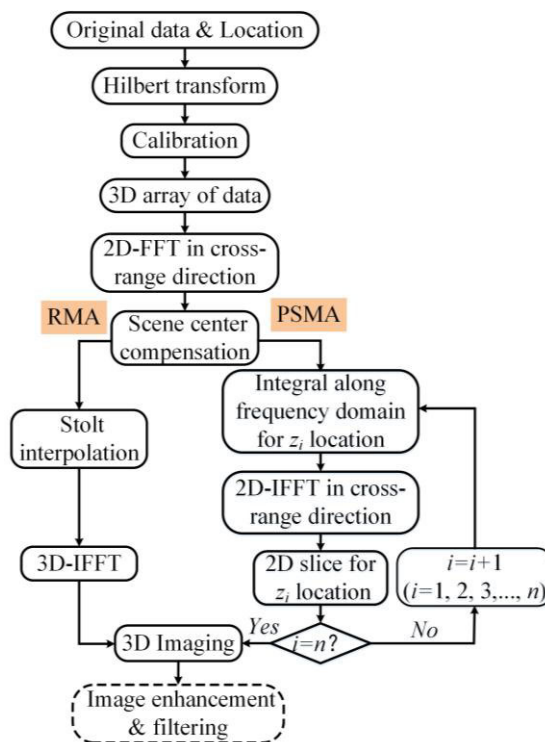 Original data & Location
Hilbert transform
Calibration
3D array of data
2D-FFT in cross-
range direction
RMA
PSMA
Scene center
compensation
Integral along
frequency domain
for zᵢ location
Stolt
interpolation
2D-IFFT in cross-
range direction
3D-IFFT
2D slice for
zᵢ location
i=i+1
(i=1, 2, 3,..., n)
3D Imaging
Yes
i=n?
No
Image enhancement
& filtering